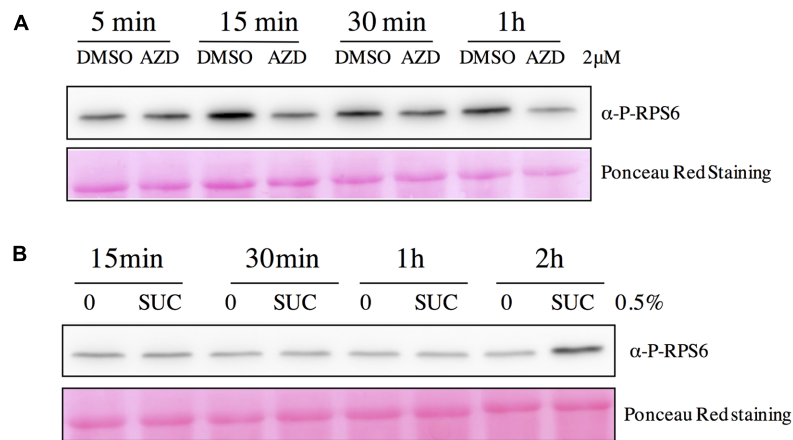 A
5 min 15 min 30 min 1h
DMSO AZD DMSO AZD DMSO AZD DMSO AZD 2µM
α-P-RPS6
Ponceau Red Staining
B
15min 30min 1h 2h
0 SUC 0 SUC 0 SUC 0 SUC 0.5%
α-P-RPS6
Ponceau Red staining